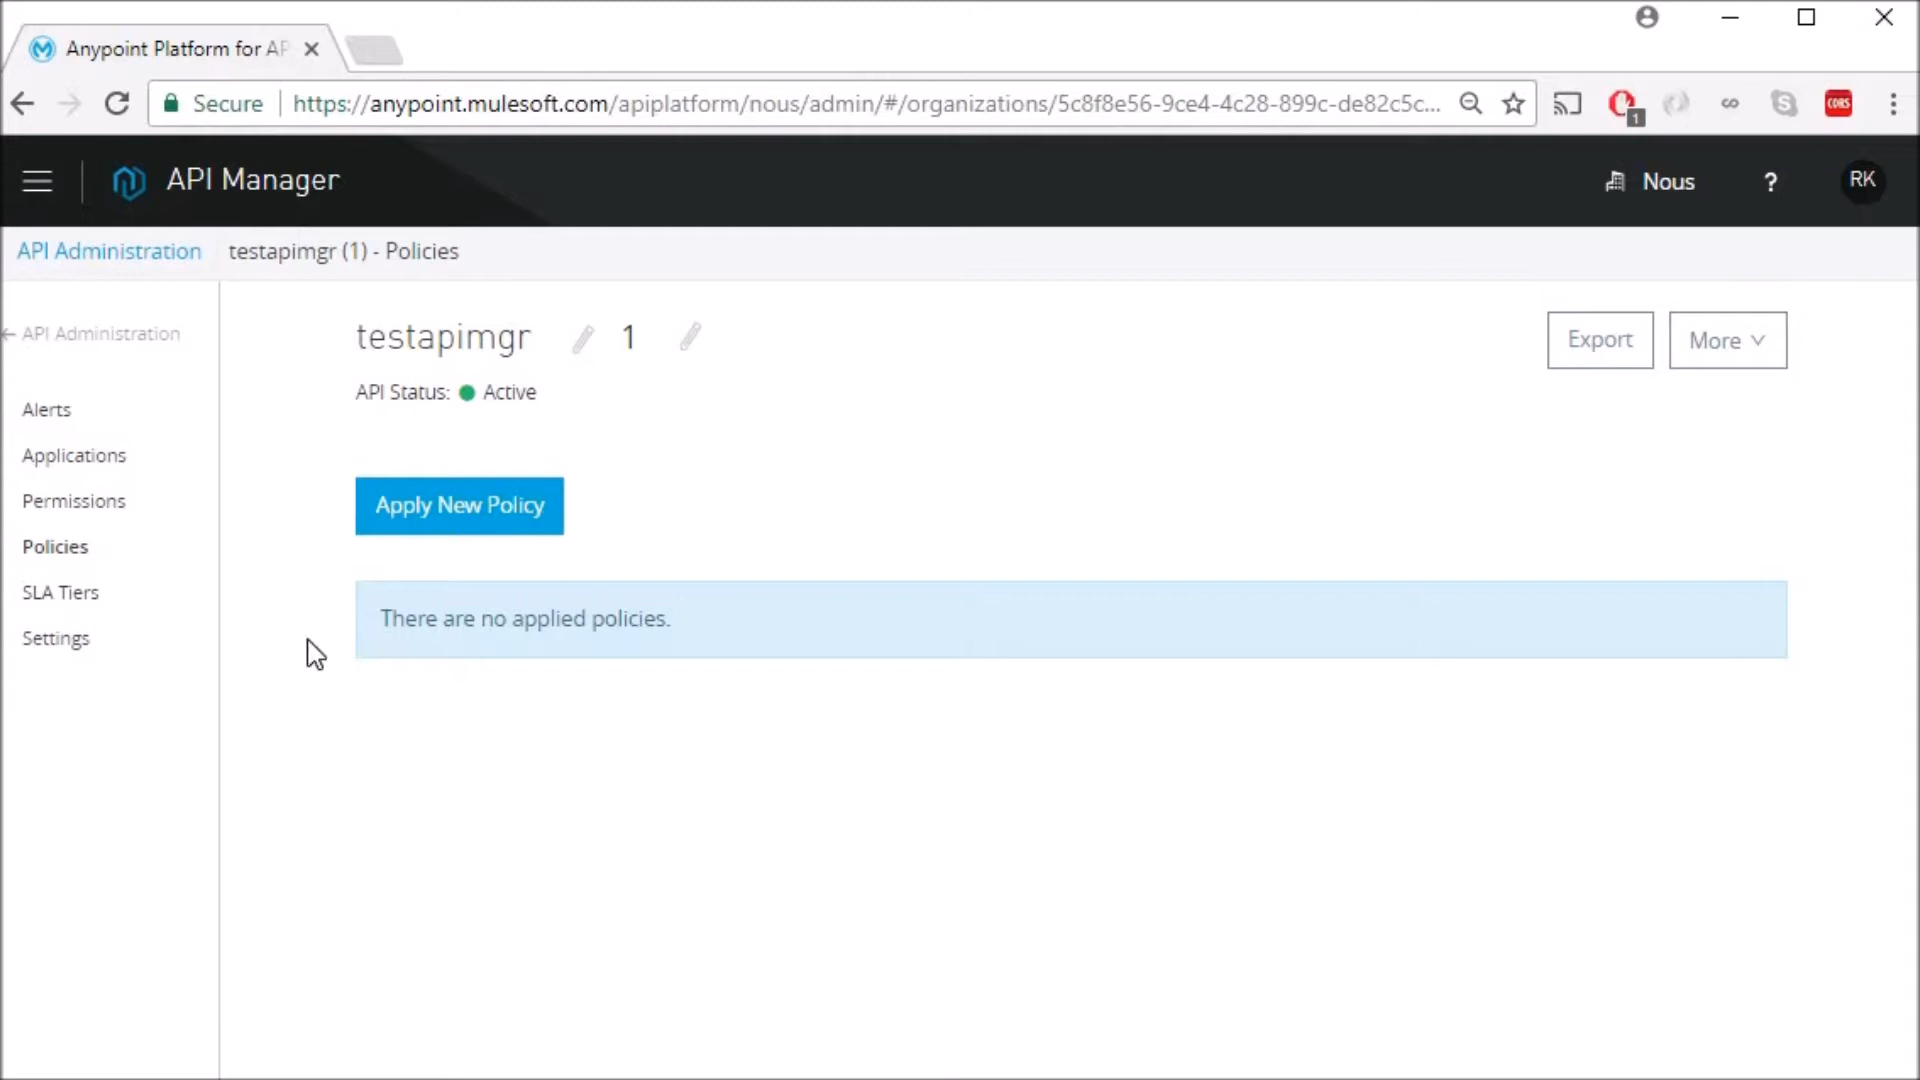 Anypoint Platform for AP
Secure https://anypoint.mulesoft.com/apiplatform/nous/admin/#/organizations/5c8f8e56-9ce4-4c28-899c-de82c5c...
1
CORS
API Manager
Nous
?
RK
API Administration
testapimgr (1) - Policies
← API Administration
Alerts
Applications
Permissions
Policies
SLA Tiers
Settings
testapimgr 1
Export
More
API Status: Active
Apply New Policy
There are no applied policies.